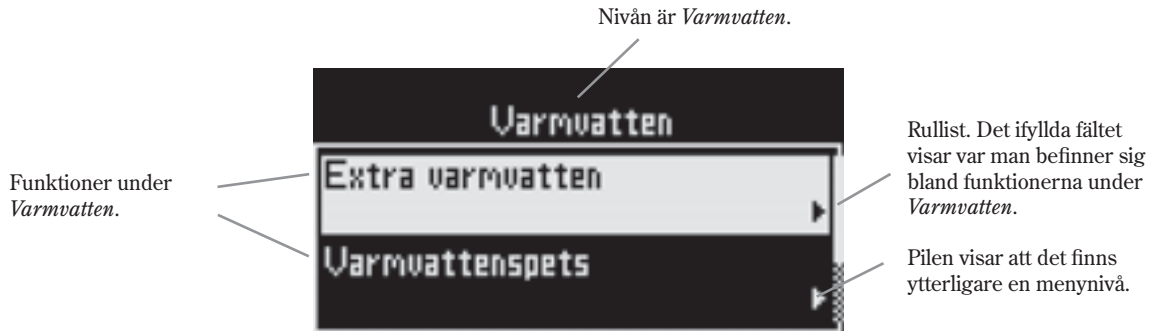 Nivån är Varmvatten.
Varmvatten
Extra varmvatten
Varmvattenspets
Funktioner under
Varmvatten.
Rullist. Det ifyllda fältet
visar var man befinner sig
bland funktionerna under
Varmvatten.
Pilen visar att det finns
ytterligare en menynivå.